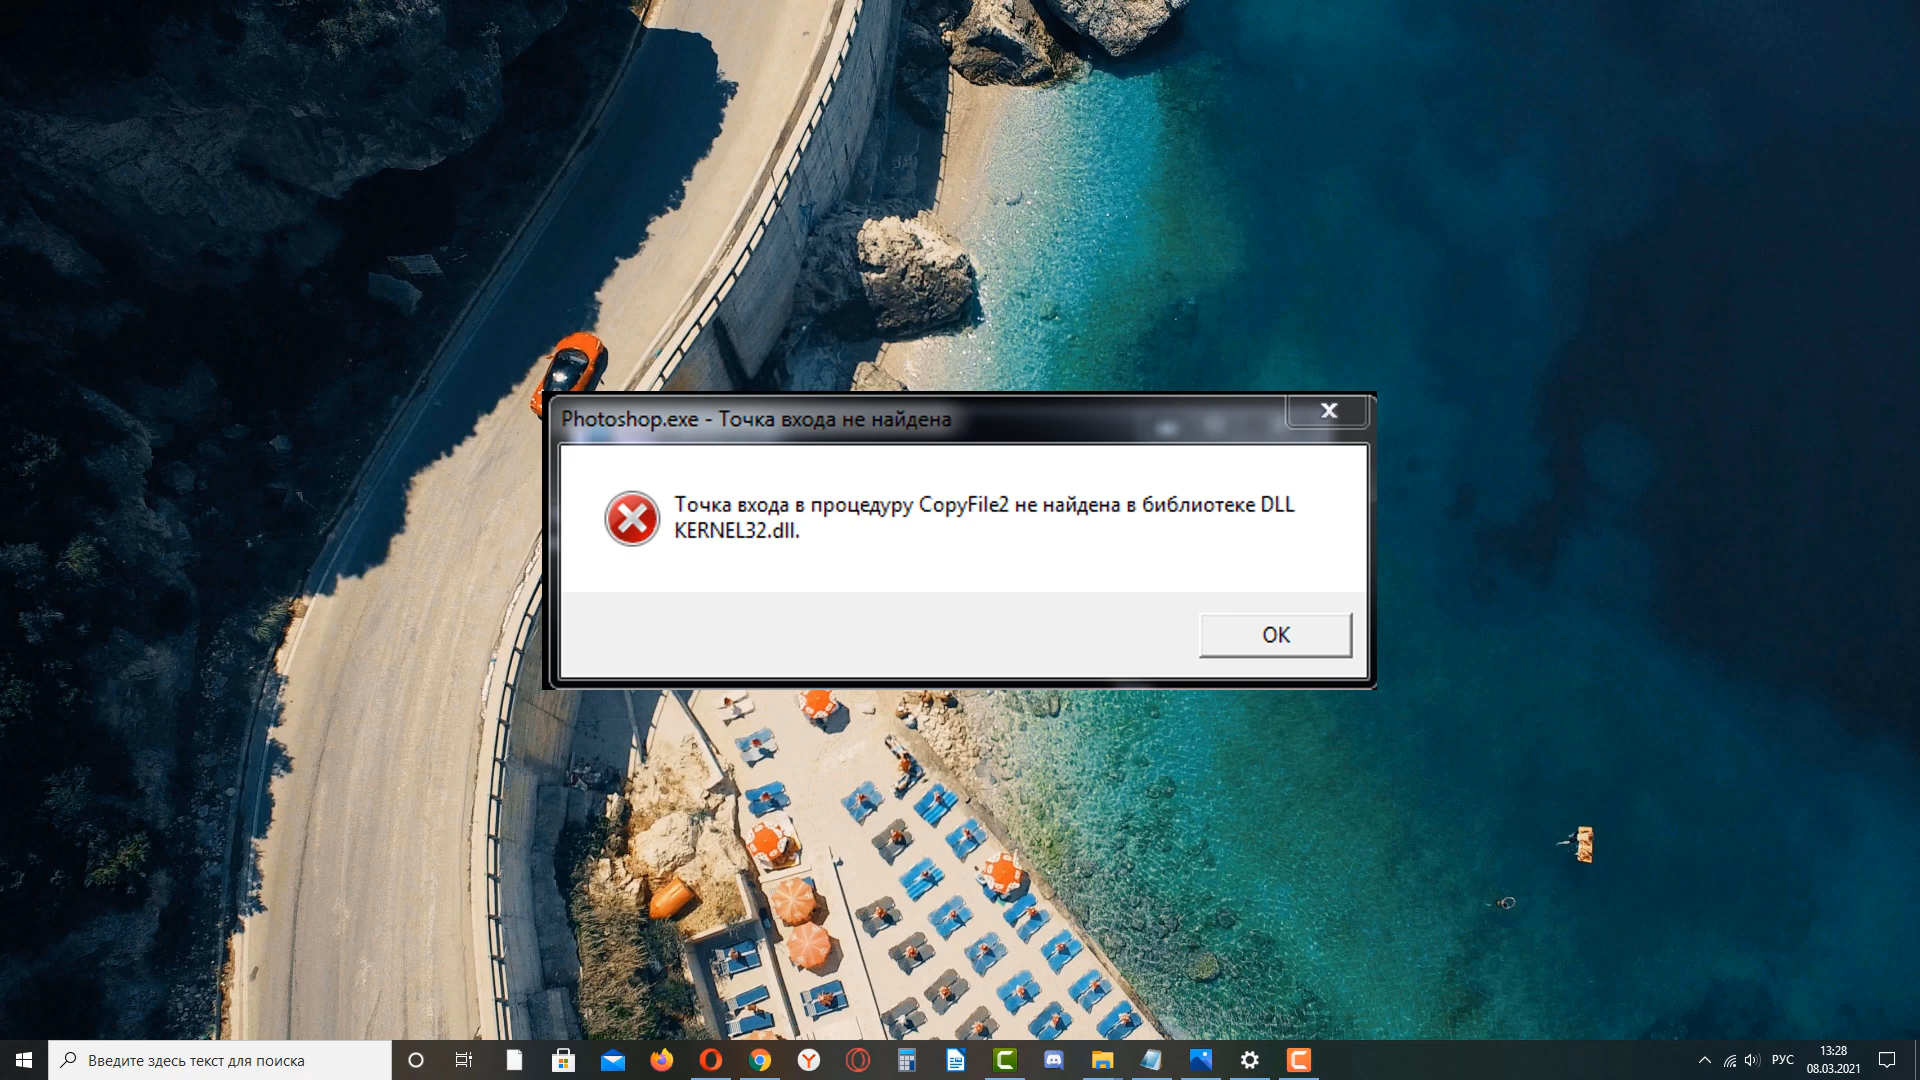 Photoshop.exe - Точка входа не найдена
Точка входа в процедуру CopyFile2 не найдена в библиотеке DLL
KERNEL32.dll.
OK
Введите здесь текст для поиска
РУС
13:28
08.03.2021